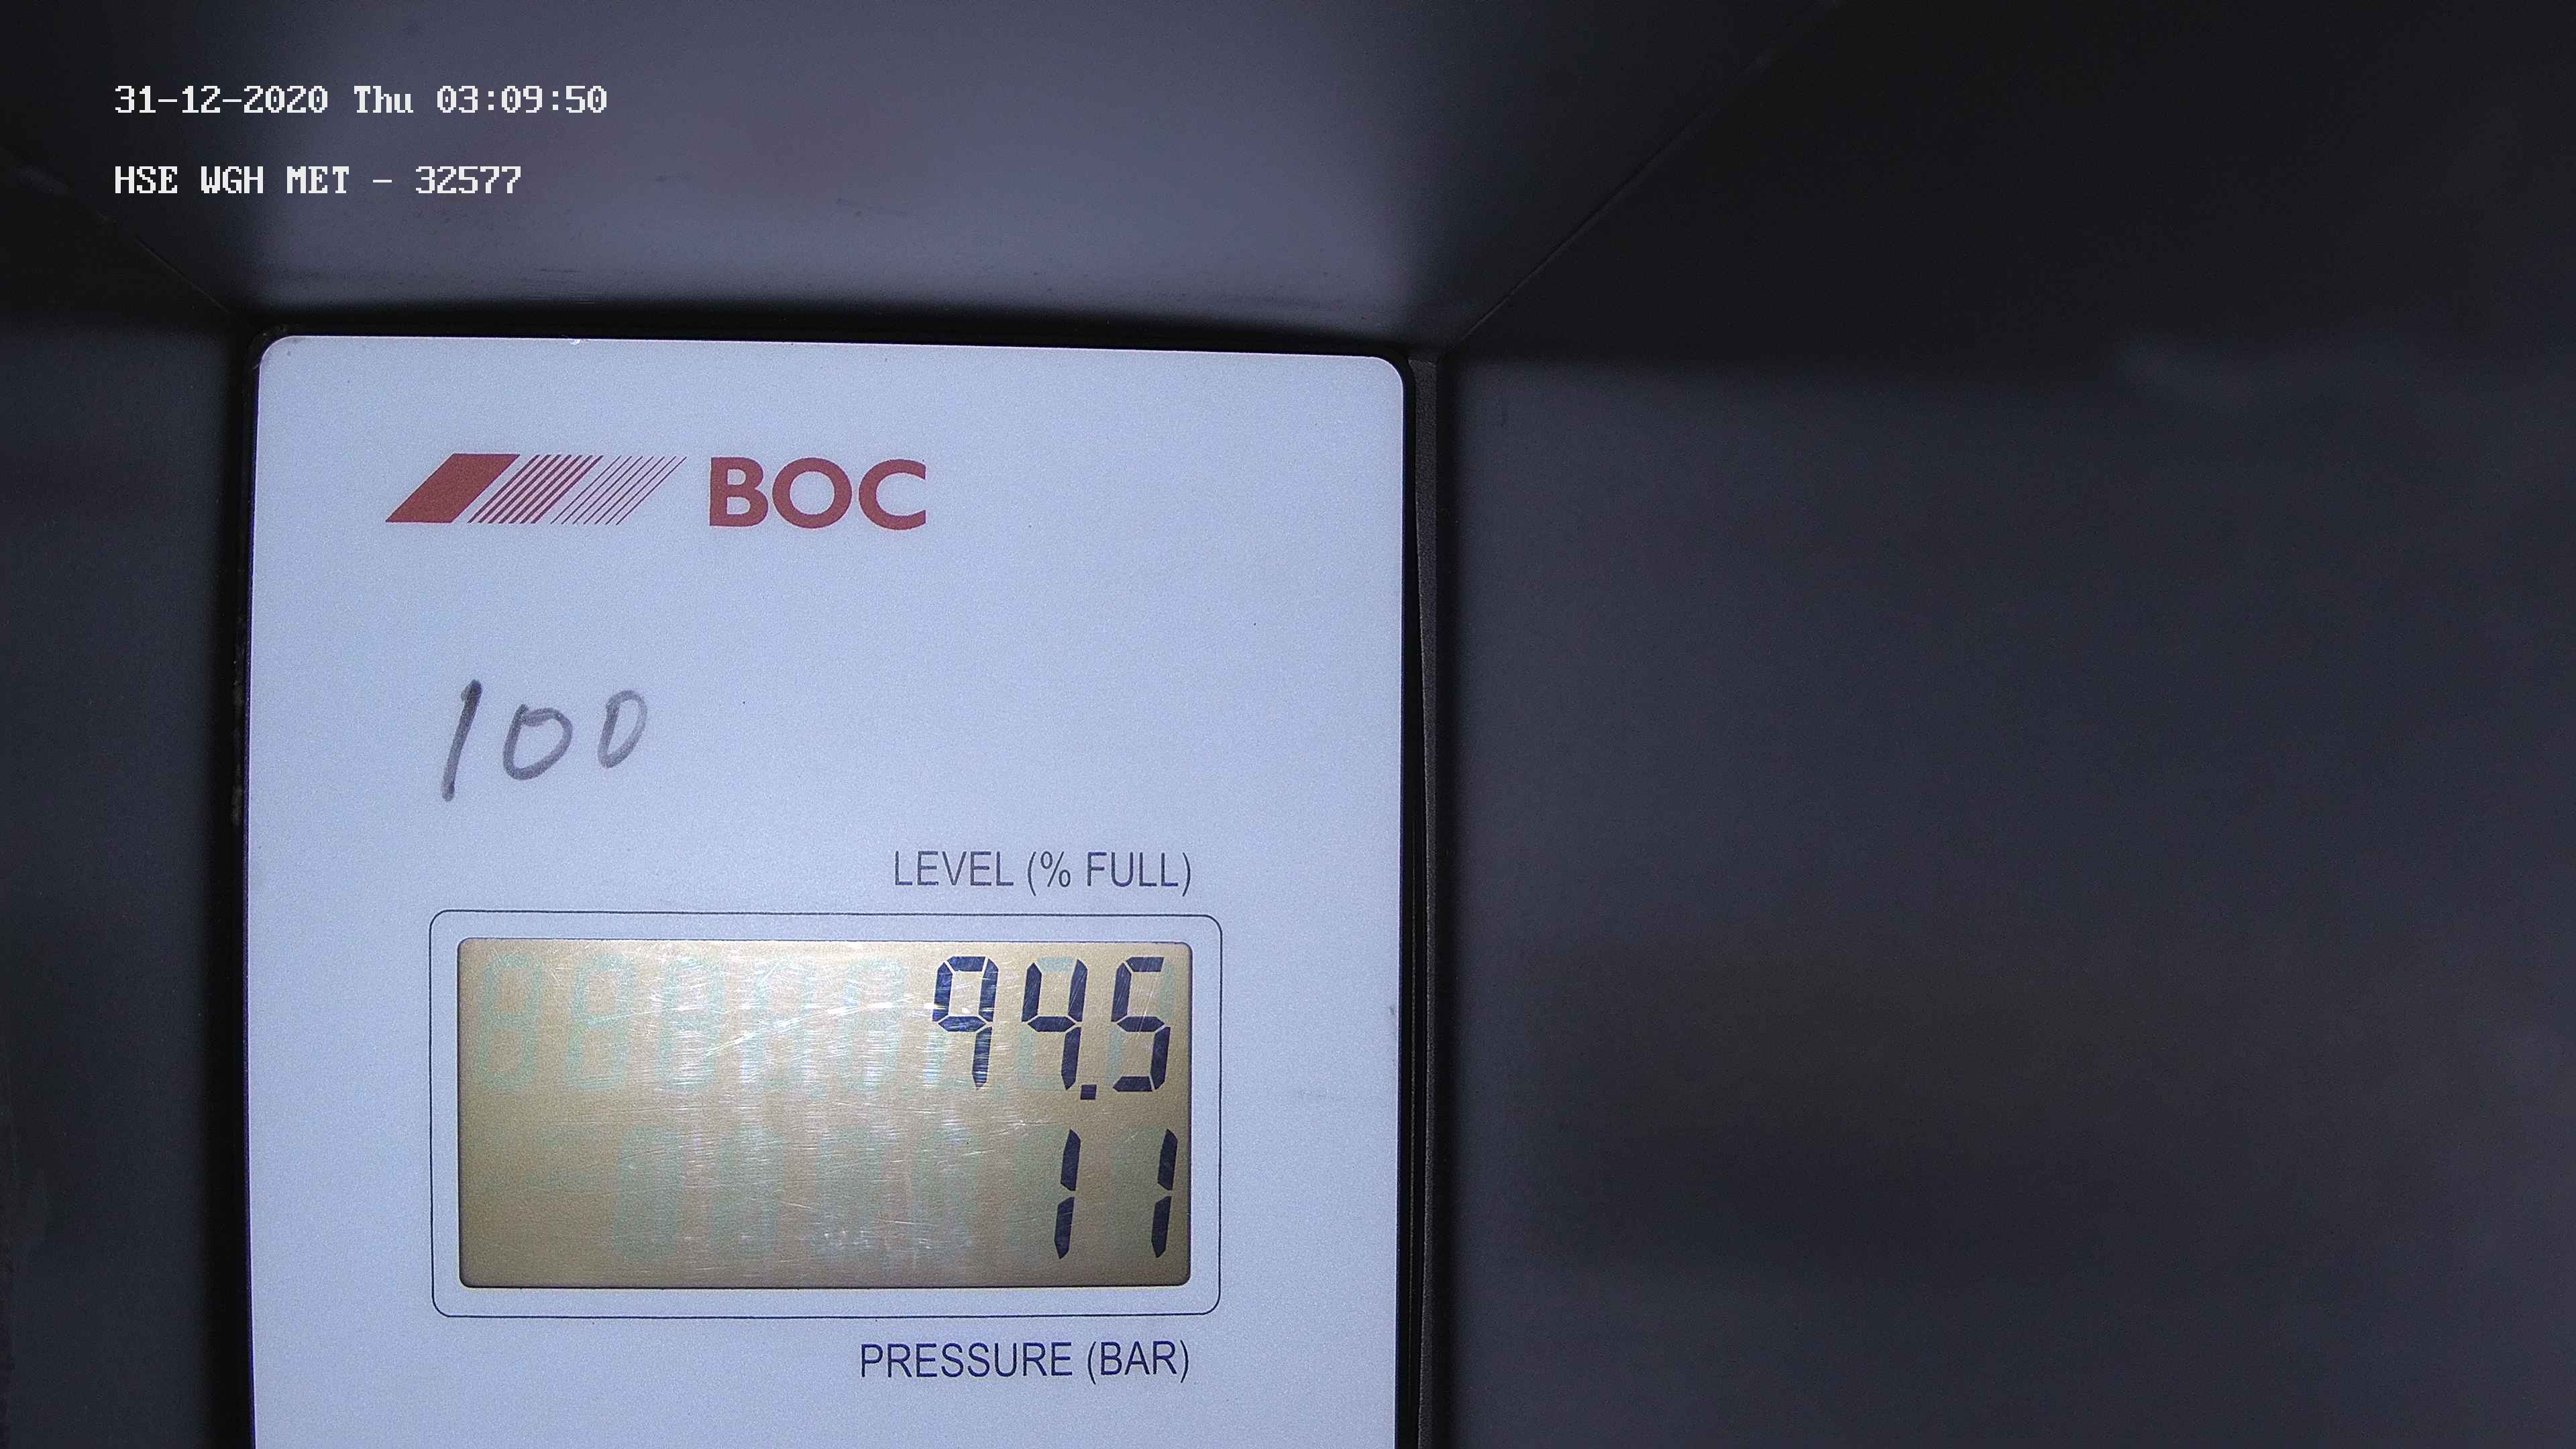 31-12-2020 Thu 03:09:50
HSE WGH MET - 32577
BOC
100
LEVEL (% FULL)
94.5
11
PRESSURE (BAR)